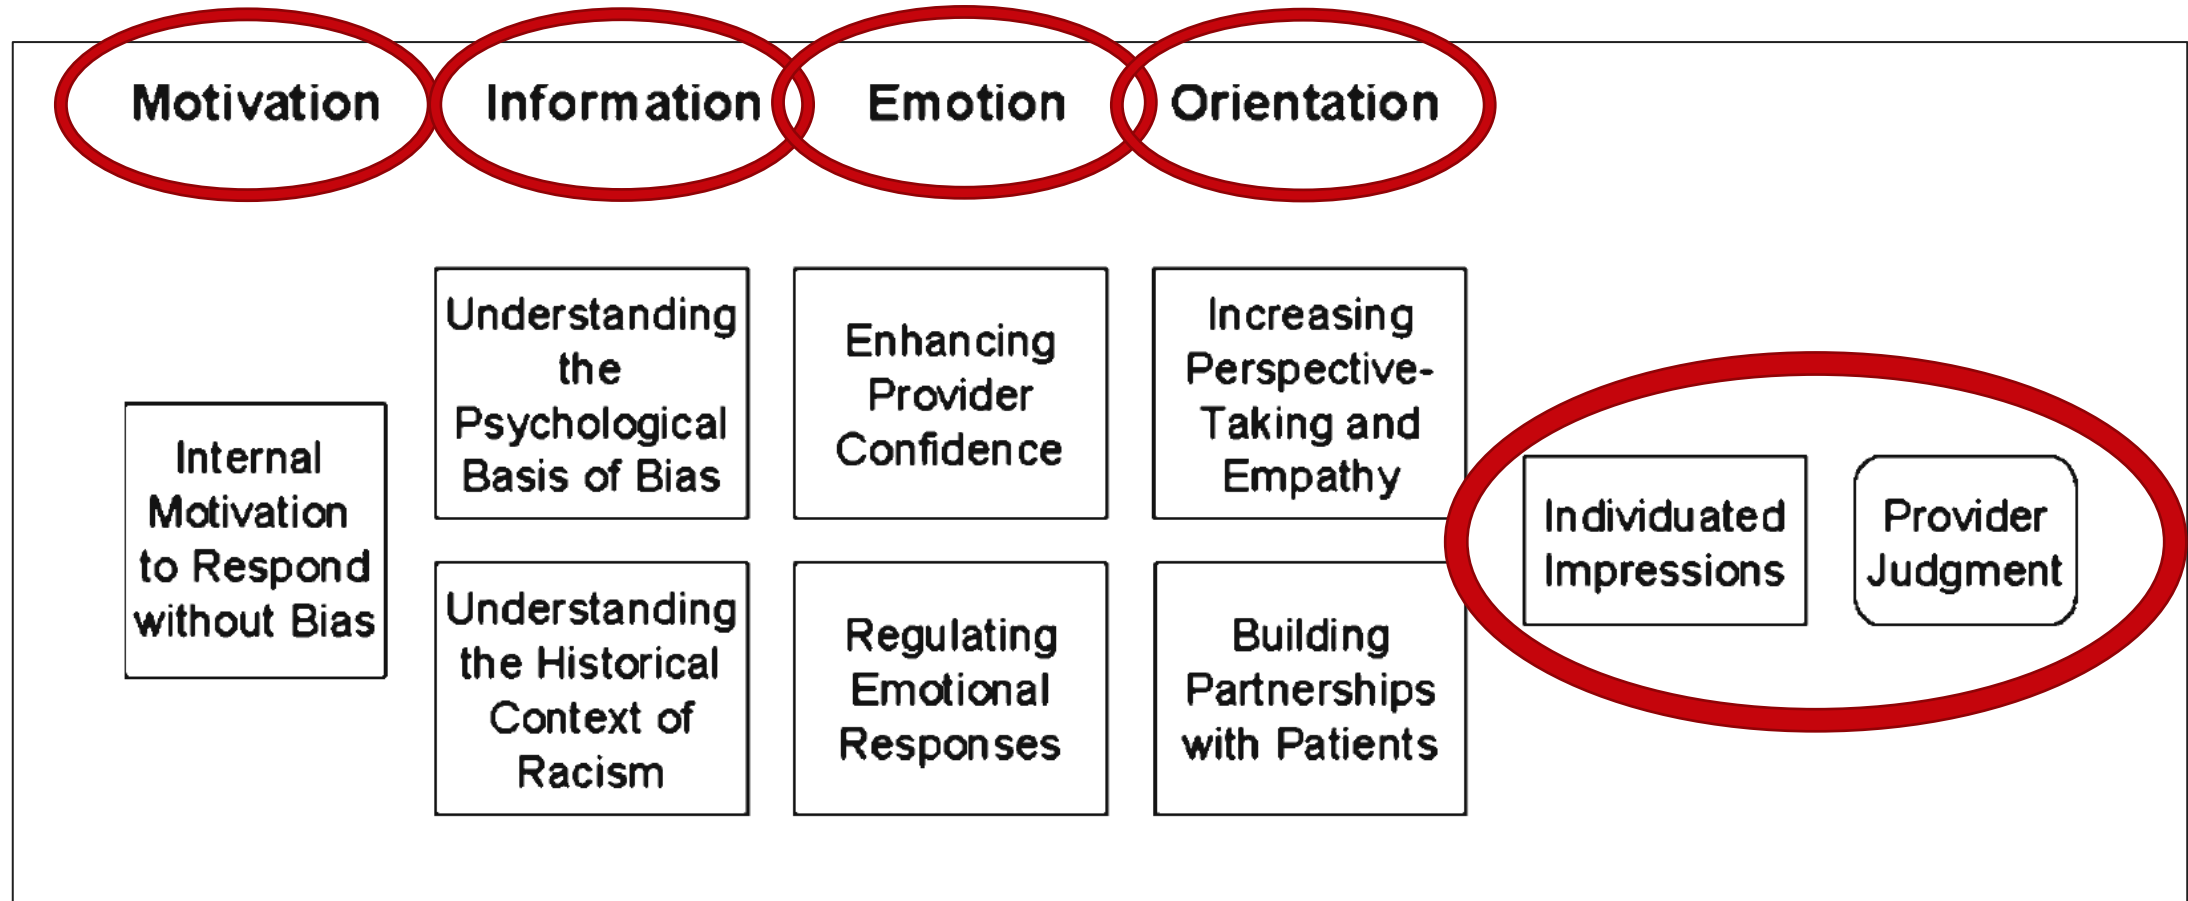 Motivation
Information
Emotion
Orientation
Internal
Motivation
to Respond
without Bias
Understanding
the
Psychological
Basis of Bias
Understanding
the Historical
Context of
Racism
Enhancing
Provider
Confidence
Regulating
Emotional
Responses
Increasing
Perspective-
Taking and
Empathy
Building
Partnerships
with Patients
Individuated
Impressions
Provider
Judgment